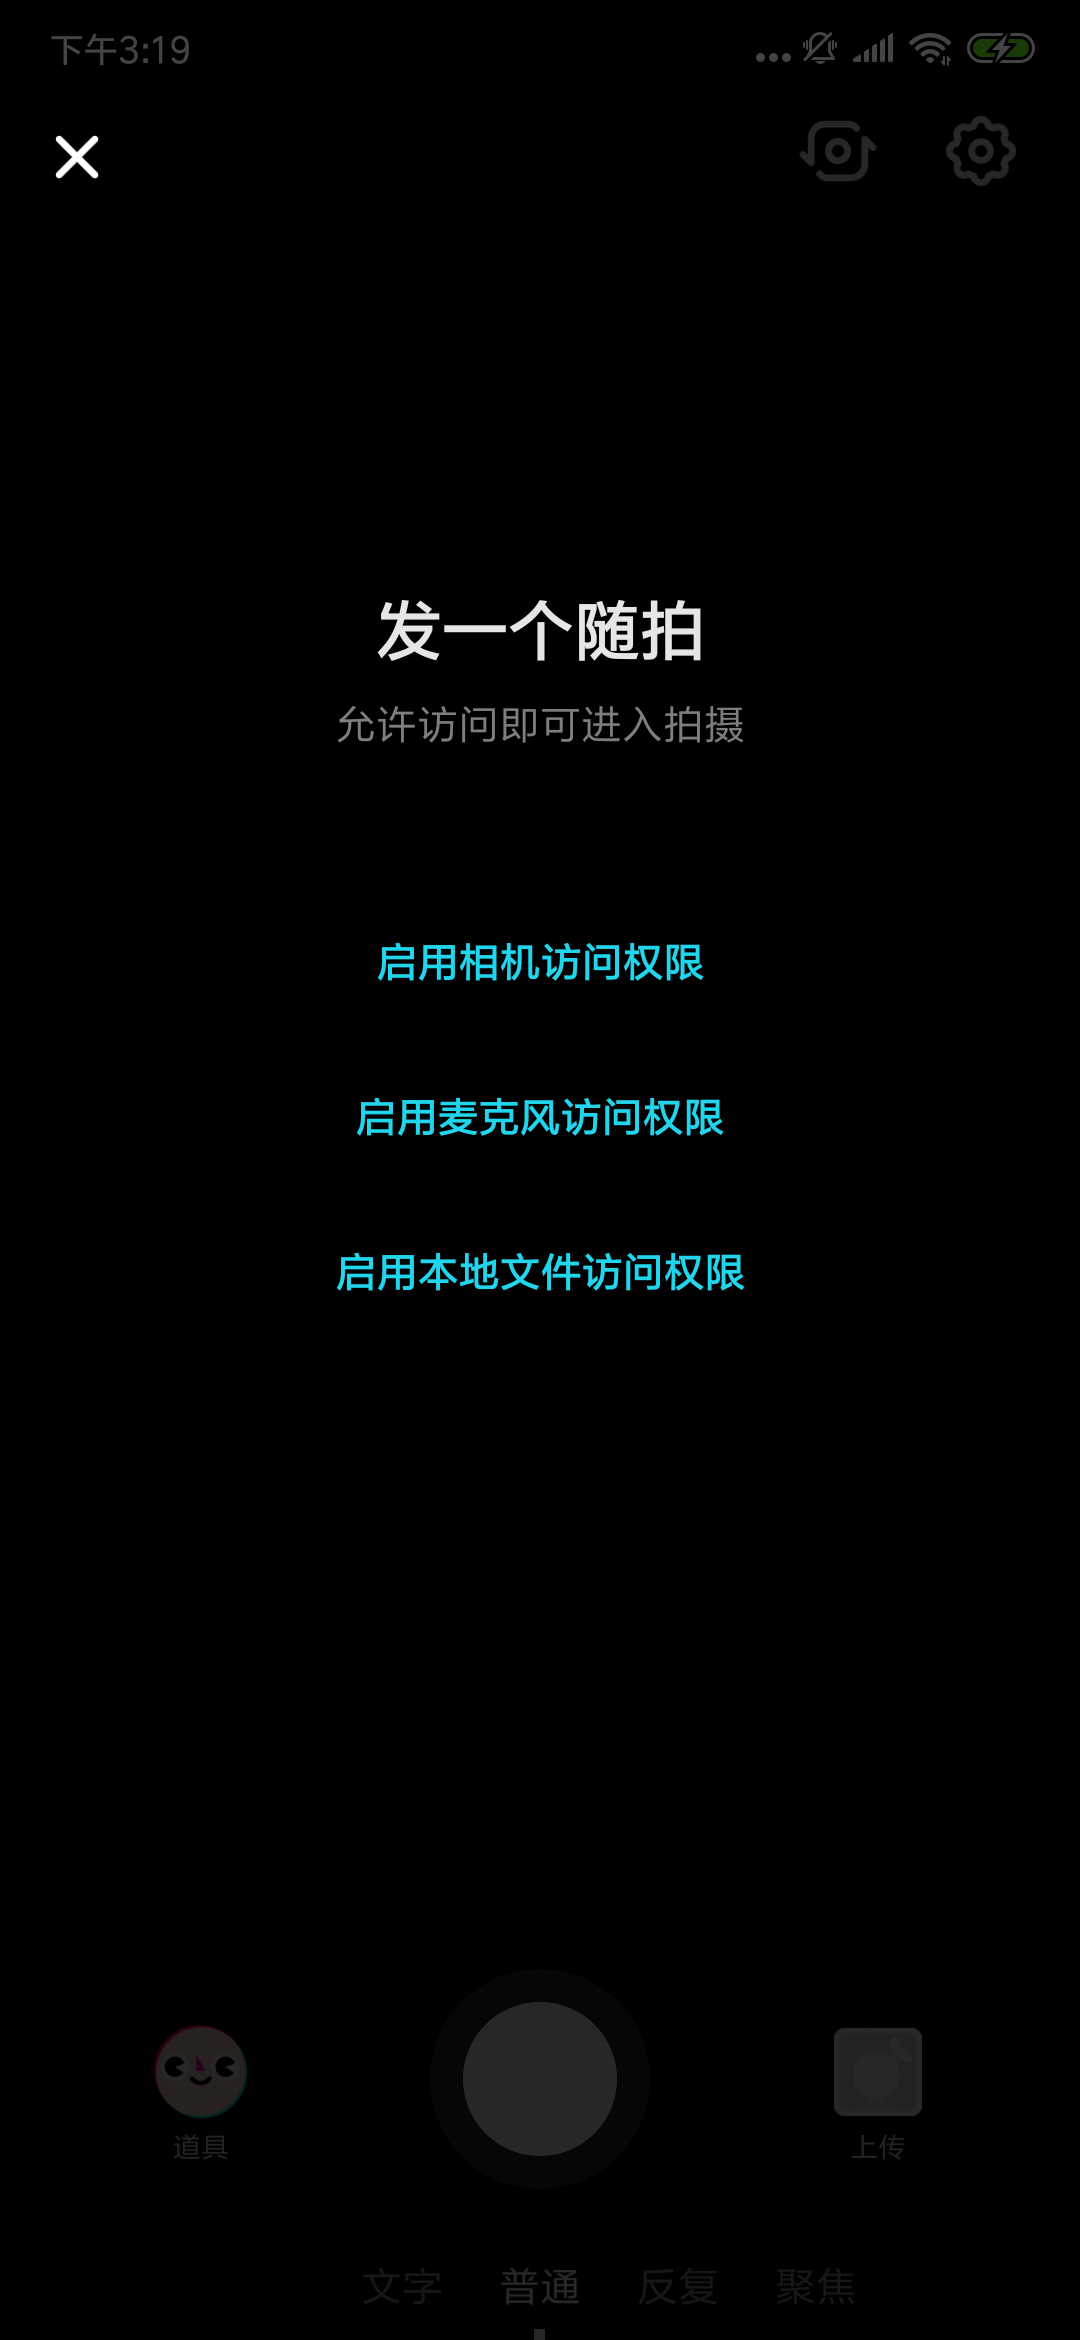 下午3:19
发一个随拍
允许访问即可进入拍摄
启用相机访问权限
启用麦克风访问权限
启用本地文件访问权限
道具
上传
文字 普通 反复 聚焦